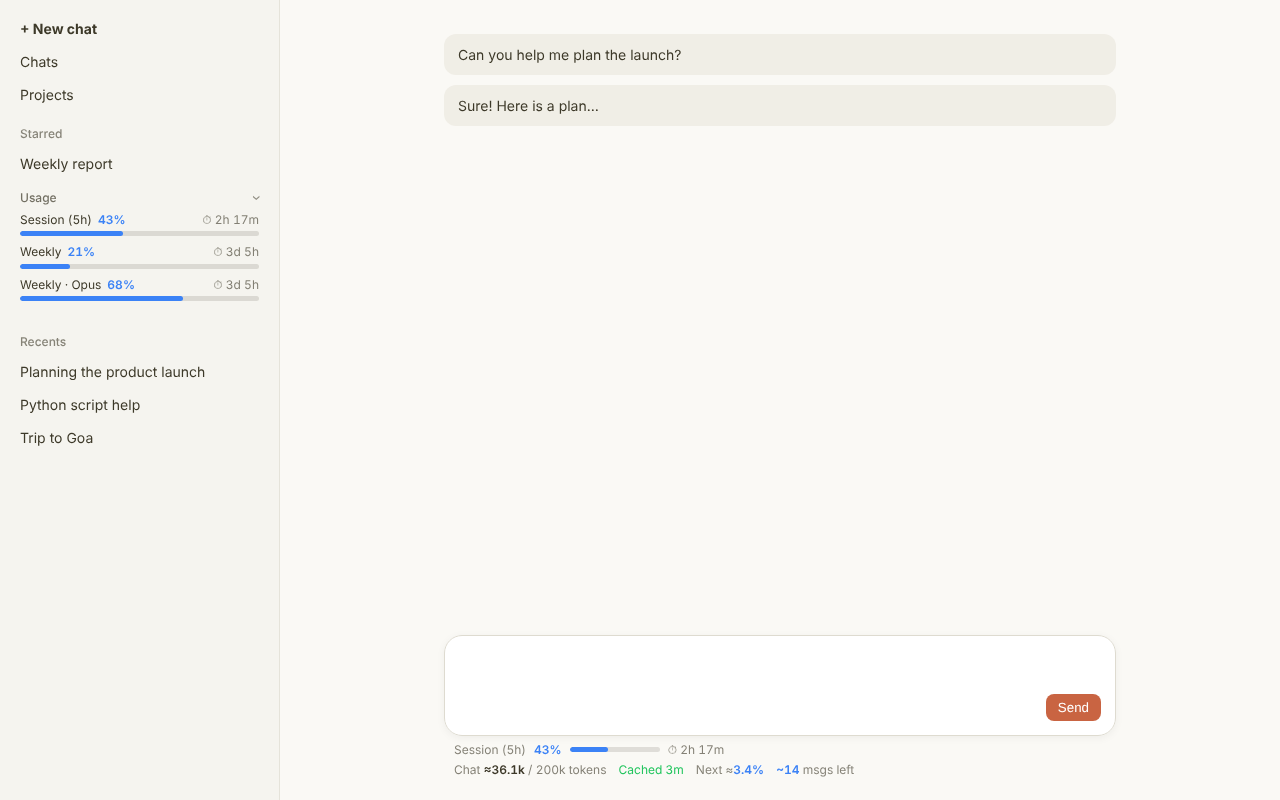 + New chat
Chats
Projects
Starred
Weekly report
Usage
Session (5h) 43% ⏱ 2h 17m
Weekly 21% ⏱ 3d 5h
Weekly · Opus 68% ⏱ 3d 5h
Recents
Planning the product launch
Python script help
Trip to Goa
Can you help me plan the launch?
Sure! Here is a plan...
Send
Session (5h) 43% ⏱ 2h 17m
Chat ≈36.1k / 200k tokens Cached 3m Next ≈3.4% ~14 msgs left